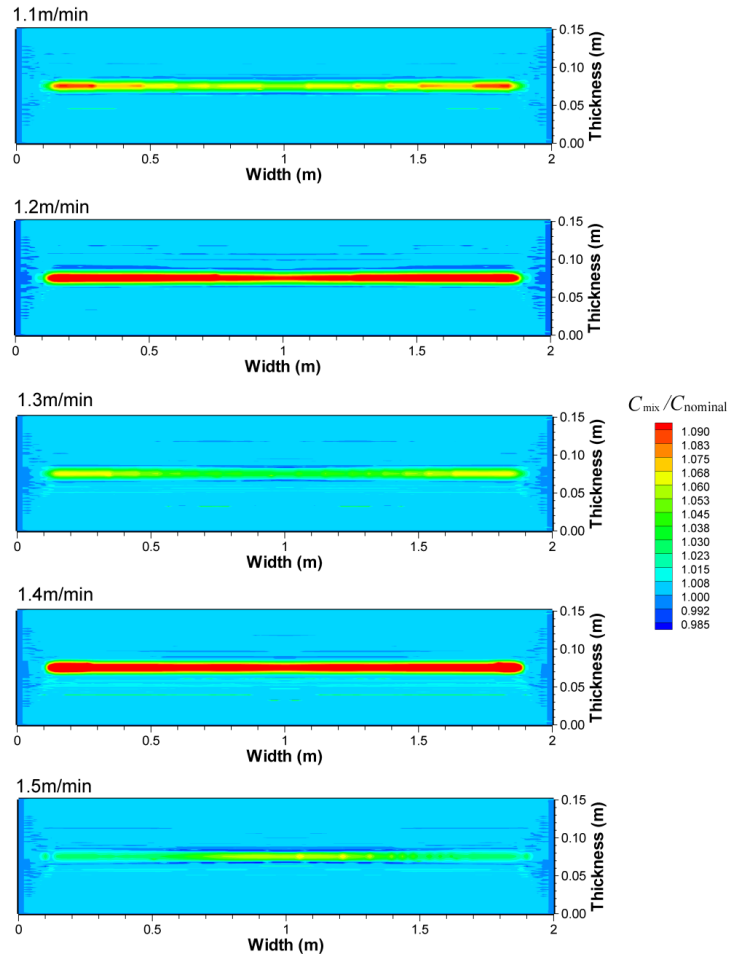 1.1m/min
0.15
0.10
0.05
0.00
Thickness (m)
0 0.5 1 1.5 2
Width (m)
1.2m/min
0.15
0.10
0.05
0.00
Thickness (m)
0 0.5 1 1.5 2
Width (m)
1.3m/min
0.15
0.10
0.05
0.00
Thickness (m)
0 0.5 1 1.5 2
Width (m)
C mix /C nominal
1.090
1.083
1.075
1.068
1.060
1.053
1.045
1.038
1.030
1.023
1.015
1.008
1.000
0.992
0.985
1.4m/min
0.15
0.10
0.05
0.00
Thickness (m)
0 0.5 1 1.5 2
Width (m)
1.5m/min
0.15
0.10
0.05
0.00
Thickness (m)
0 0.5 1 1.5 2
Width (m)